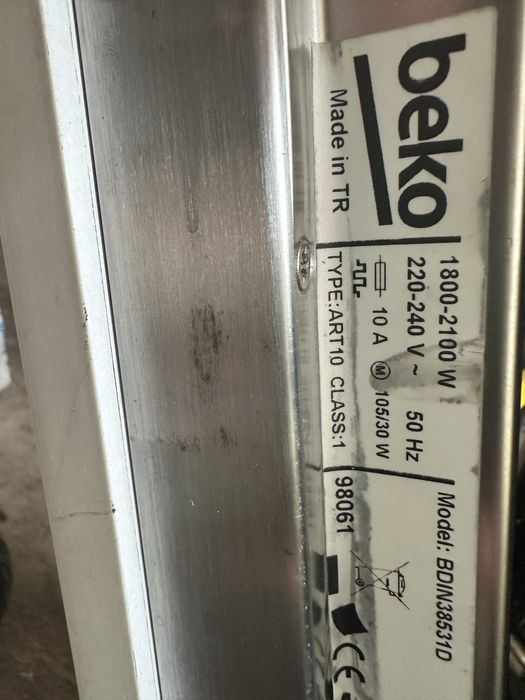 beko
Made in TR
1800-2100 W
220-240 V ~ 50 Hz
10 A M 105/30 W
TYPE:ART10 CLASS:1
Model: BDIN38531D
98061
CE